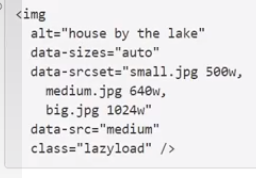 <img
alt="house by the lake"
data-sizes="auto"
data-srcset="small.jpg 500w,
medium.jpg 640w,
big.jpg 1024w"
data-src="medium"
class="lazyload" />